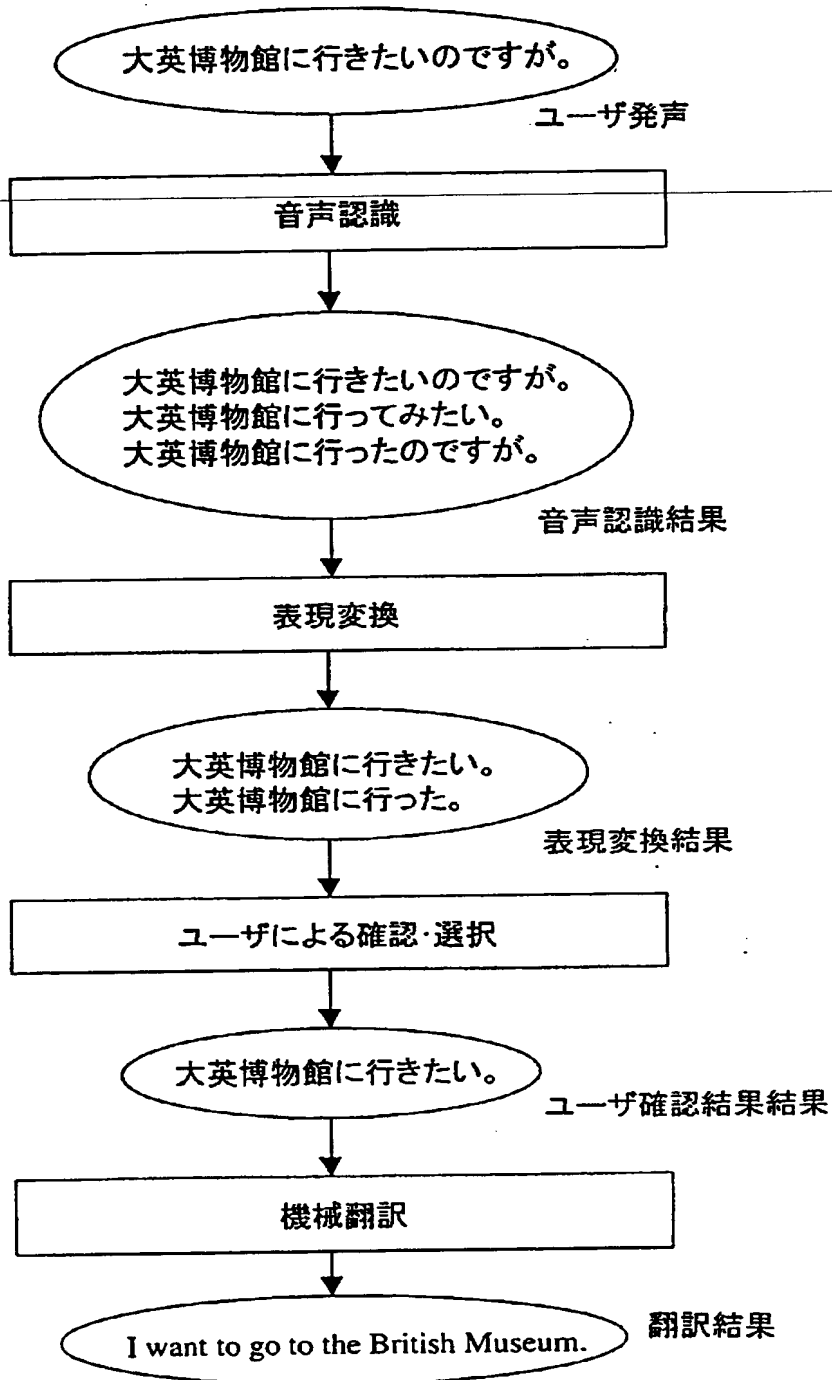 大英博物館に行きたいのですが。
ユーザ発声
音声認識
大英博物館に行きたいのですが。
大英博物館に行ってみたい。
大英博物館に行ったのですが。
音声認識結果
表現変換
大英博物館に行きたい。
大英博物館に行った。
表現変換結果
ユーザによる確認・選択
大英博物館に行きたい。
ユーザ確認結果結果
機械翻訳
翻訳結果
I want to go to the British Museum.